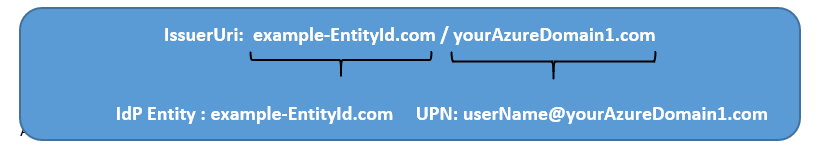 IssuerUri: example-EntityId.com / yourAzureDomain1.com
IdP Entity : example-EntityId.com UPN: userName@yourAzureDomain1.com